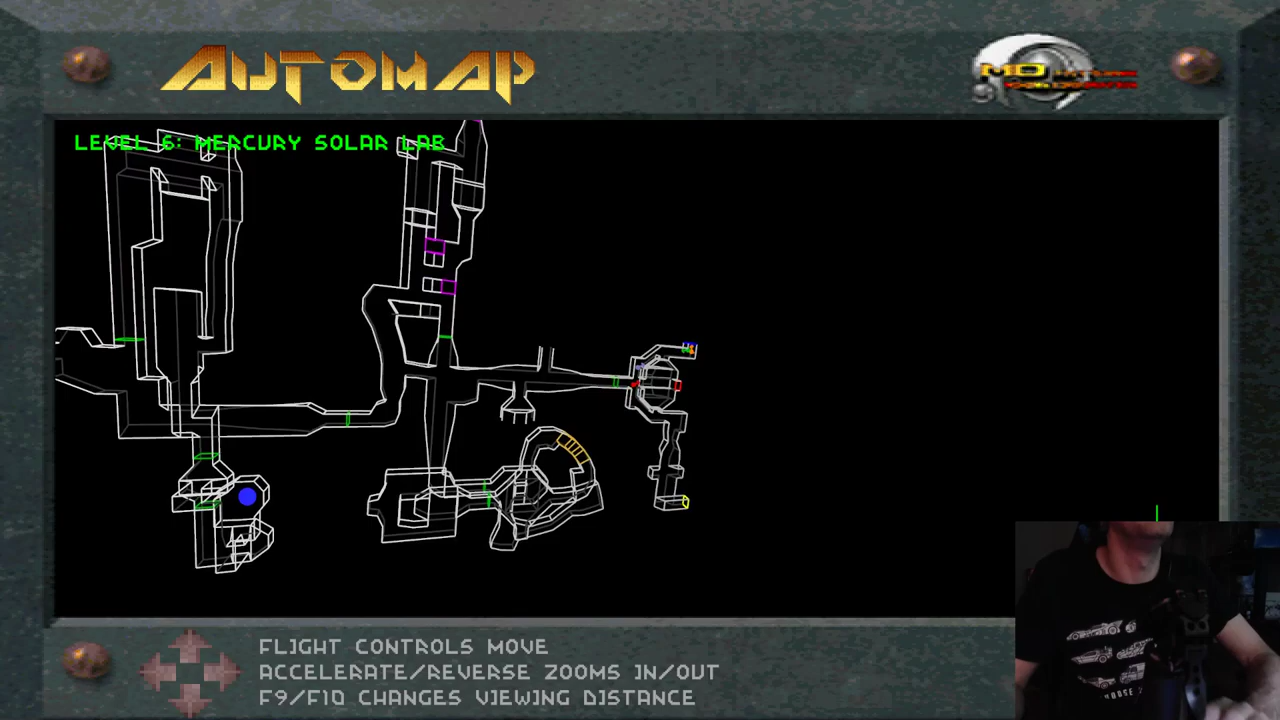 AUTOMAP
MD
LEVEL 6: MERCURY SOLAR LAB
FLIGHT CONTROLS MOVE
ACCELERATE/REVERSE ZOOMS IN/OUT
F9/F10 CHANGES VIEWING DISTANCE